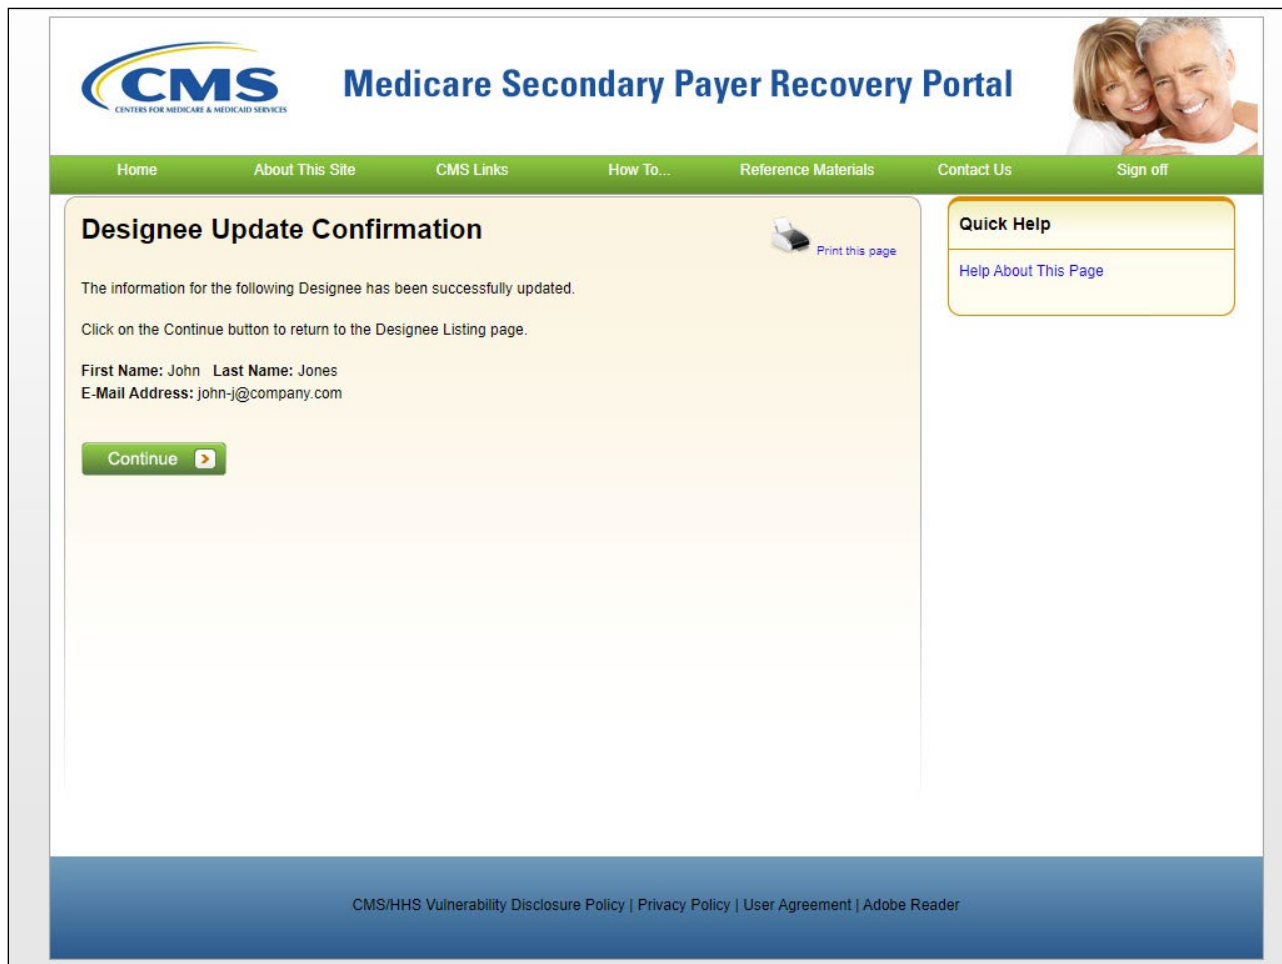 CMS
CENTERS FOR MEDICARE & MEDICAID SERVICES
Medicare Secondary Payer Recovery Portal
Home About This Site CMS Links How To... Reference Materials Contact Us Sign off
Designee Update Confirmation
Print this page
The information for the following Designee has been successfully updated.
Click on the Continue button to return to the Designee Listing page.
First Name: John Last Name: Jones
E-Mail Address: john-j@company.com
Continue
Quick Help
Help About This Page
CMS/HHS Vulnerability Disclosure Policy | Privacy Policy | User Agreement | Adobe Reader